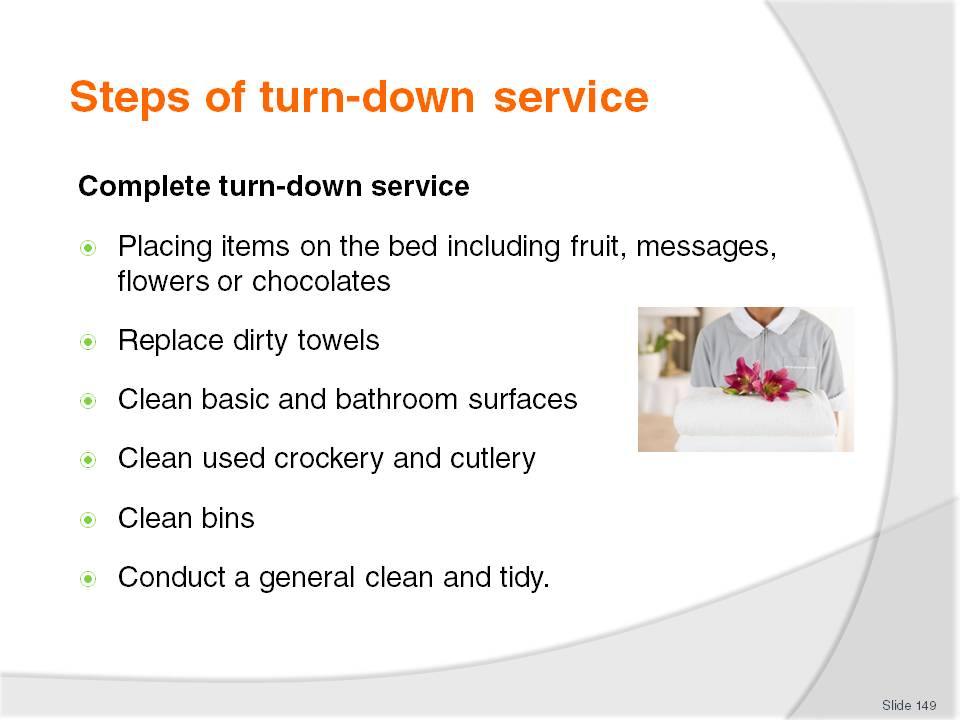 Steps of turn-down service
Complete turn-down service
Placing items on the bed including fruit, messages,
flowers or chocolates
Replace dirty towels
Clean basic and bathroom surfaces
Clean used crockery and cutlery
Clean bins
Conduct a general clean and tidy.
Slide 149